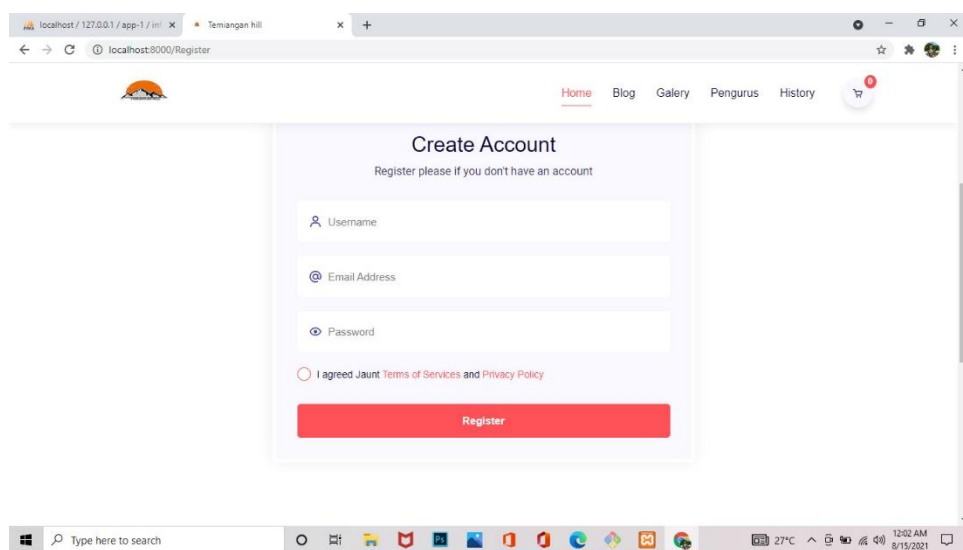 localhost / 127.0.0.1 / app-1 / in
Temiangan hill
localhost:8000/Register
Home Blog Galery Pengurus History 0
Create Account
Register please if you don't have an account
Username
@ Email Address
Password
I agreed Jaunt Terms of Services and Privacy Policy
Register
Type here to search
Ps
27°C
12:02 AM
8/15/2021